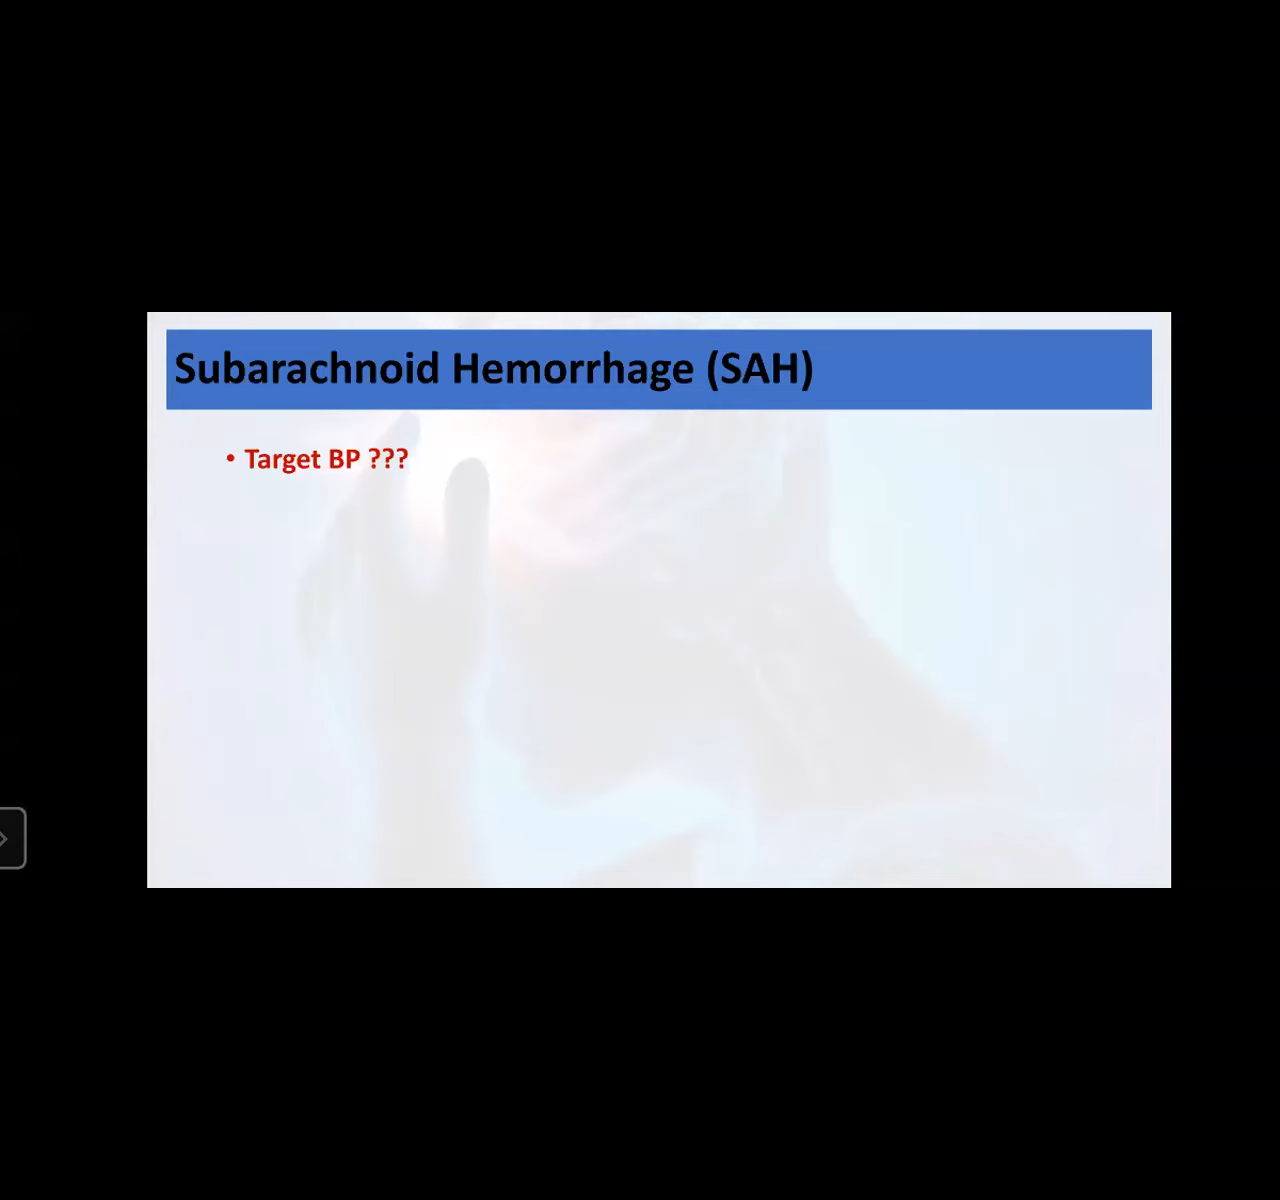 Subarachnoid Hemorrhage (SAH)
• Target BP ???